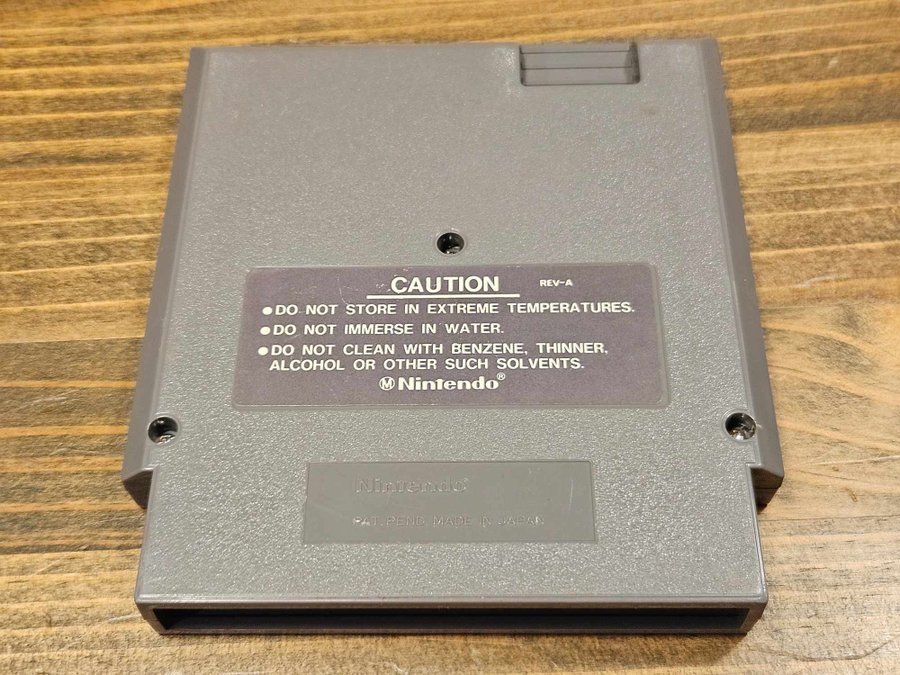 CAUTION REV-A
●DO NOT STORE IN EXTREME TEMPERATURES.
●DO NOT IMMERSE IN WATER.
●DO NOT CLEAN WITH BENZENE, THINNER,
ALCOHOL OR OTHER SUCH SOLVENTS.
Ⓜ Nintendo®
Nintendo®
PAT. PEND. MADE IN JAPAN